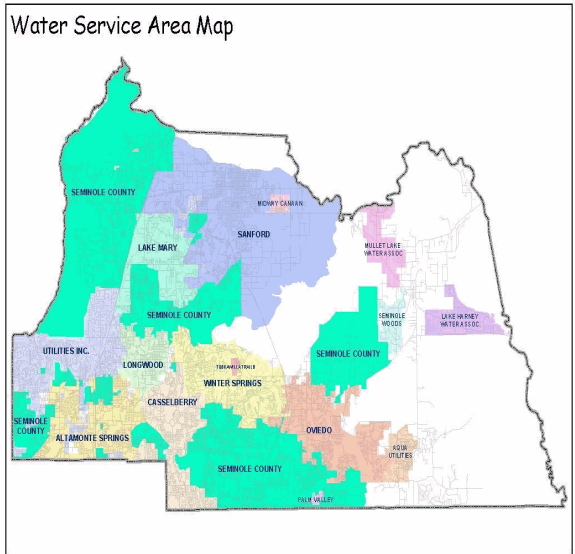 Water Service Area Map
SEMINOLE COUNTY
MIDWAY CANAAN
SANFORD
LAKE MARY
MULLET LAKE
WATER ASSOC
SEMINOLE COUNTY
SEMINOLE
WOODS
LAKE HARNEY
WATER ASSOC.
UTILITIES INC.
LONGWOOD
SEMINOLE COUNTY
WINTER SPRINGS
CASSELBERRY
SEMINOLE
COUNTY
ALTAMONTE SPRINGS
OVIEDO
AQUA
UTILITIES
SEMINOLE COUNTY
PALM VALLEY